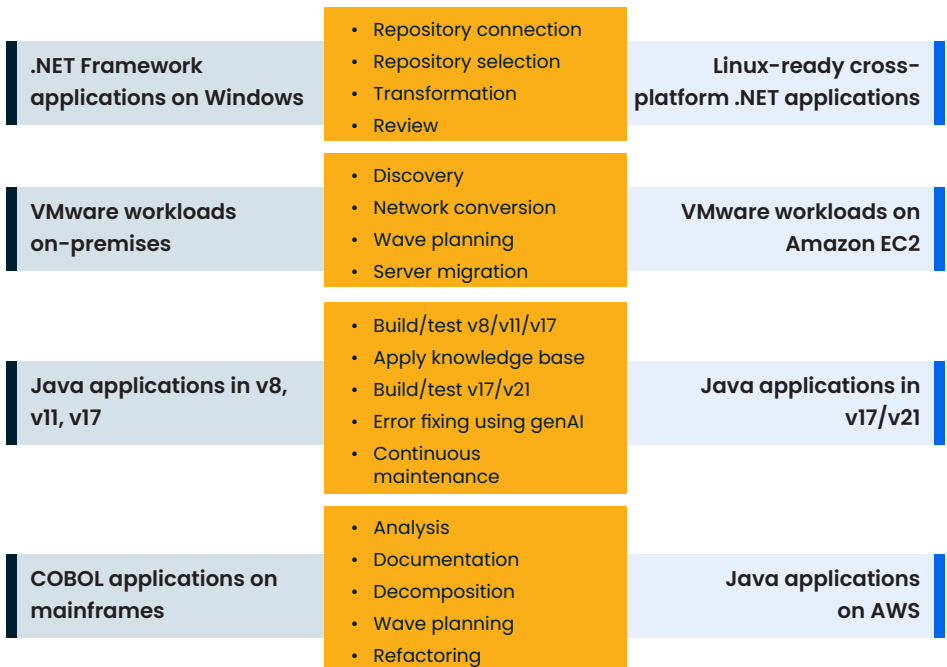 .NET Framework
applications on Windows
• Repository connection
• Repository selection
• Transformation
• Review
Linux-ready cross-
platform .NET applications
VMware workloads
on-premises
• Discovery
• Network conversion
• Wave planning
• Server migration
VMware workloads on
Amazon EC2
Java applications in v8,
v11, v17
• Build/test v8/v11/v17
• Apply knowledge base
• Build/test v17/v21
• Error fixing using genAI
• Continuous
maintenance
Java applications in
v17/v21
COBOL applications on
mainframes
• Analysis
• Documentation
• Decomposition
• Wave planning
• Refactoring
Java applications
on AWS